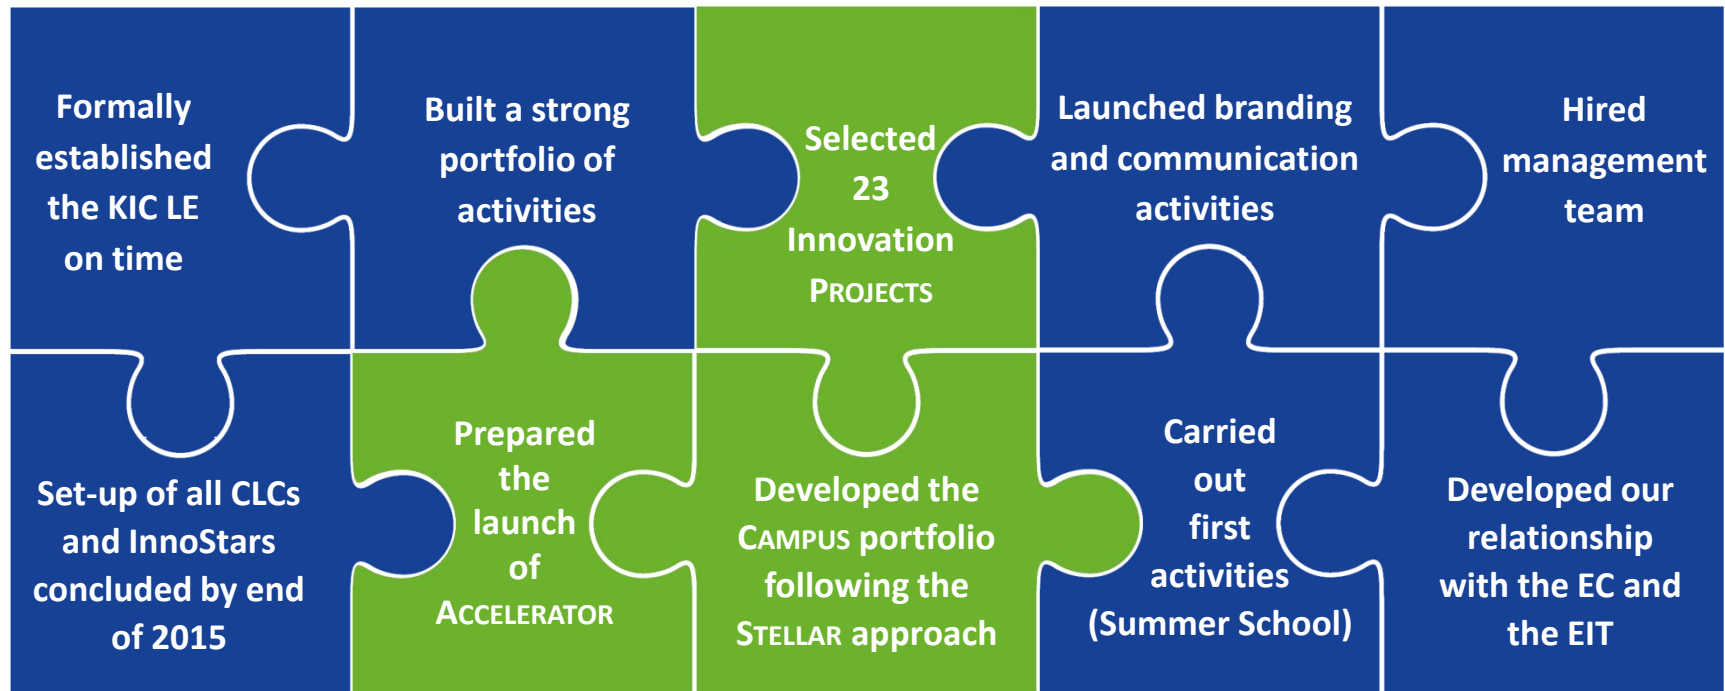 Formally
established
the KIC LE
on time
Built a strong
portfolio of
activities
Selected
23
Innovation
PROJECTS
Launched branding
and communication
activities
Hired
management
team
Set-up of all CLCs
and InnoStars
concluded by end
of 2015
Prepared
the
launch
of
ACCELERATOR
Developed the
CAMPUS portfolio
following the
STELLAR approach
Carried
out
first
activities
(Summer School)
Developed our
relationship
with the EC and
the EIT